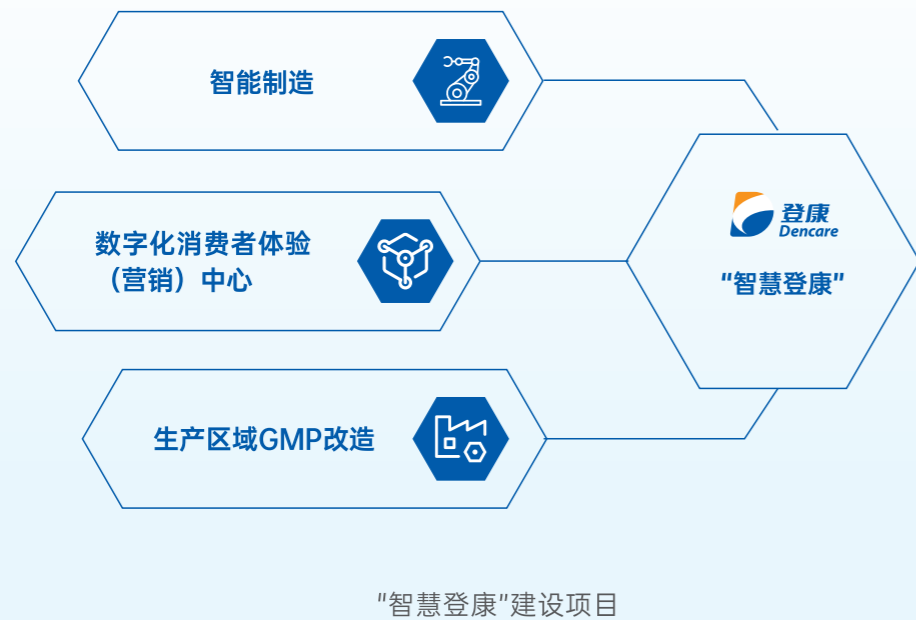 智能制造
数字化消费者体验
（营销）中心
生产区域GMP改造
登康
Dencare
"智慧登康"
"智慧登康"建设项目